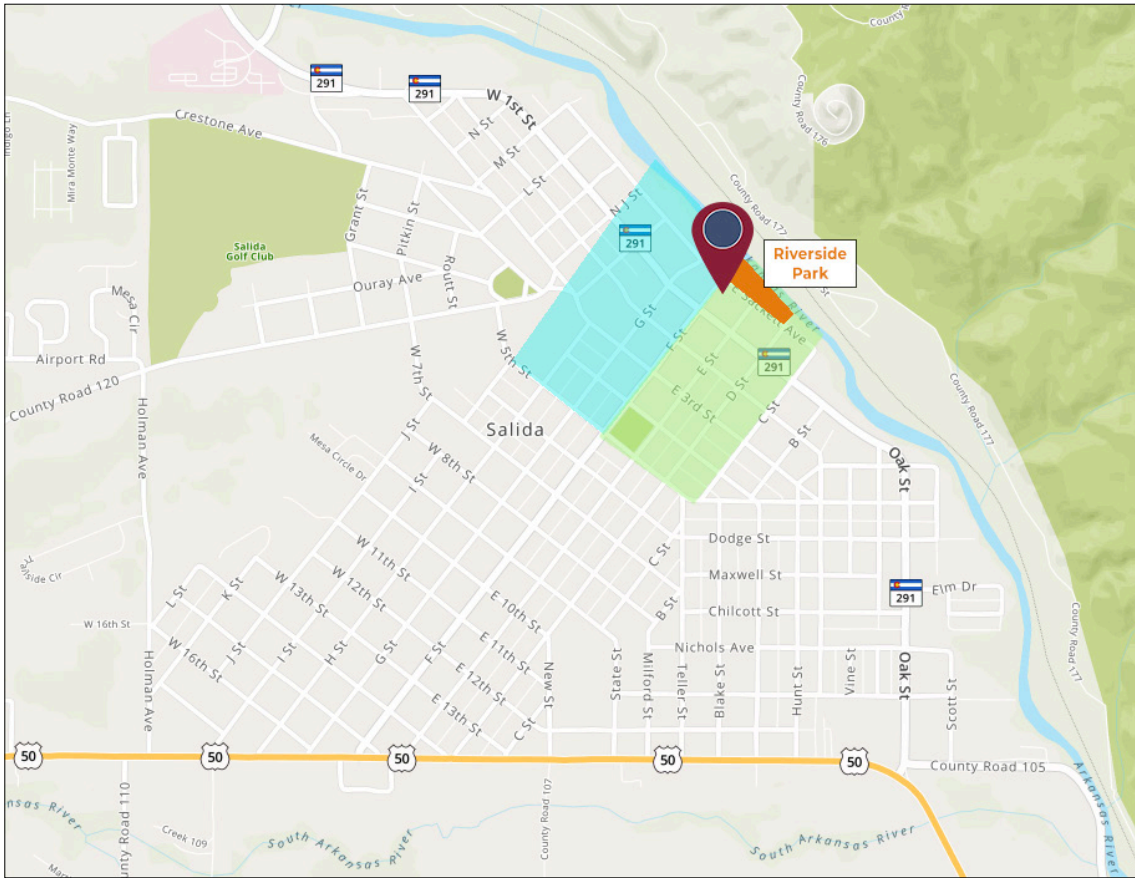 County Road 176
291
291
W 1st St
Crestone Ave
N St
M St
L St
N J St
Mira Monte Way
Grant St
Pitkin St
County Road 177
291
Riverside
Park
Salida
Golf Club
Routt St
Ouray Ave
Mesa Cir
E Sackett Ave
G St
F St
E St
291
D St
E 3rd St
C St
B St
W 5th St
Airport Rd
County Road 120
W 7th St
Holman Ave
Salida
J St
Mesa Circle Dr
W 8th St
I St
Oak St
County Road 177
Dodge St
Maxwell St
Chilcott St
Nichols Ave
C St
B St
291
Elm Dr
W 11th St
W 12th St
W 13th St
L St
K St
W 16th St
W 16th St
J St
I St
H St
G St
F St
E 10th St
E 11th St
E 12th St
E 13th St
C St
New St
State St
Milford St
Teller St
Blake St
Hunt St
Vine St
Oak St
Scott St
County Road 177
Holman Ave
50
50
50
50
50
County Road 105
Arkansas River
County Road 107
Creek 109
South Arkansas River
South Arkansas River